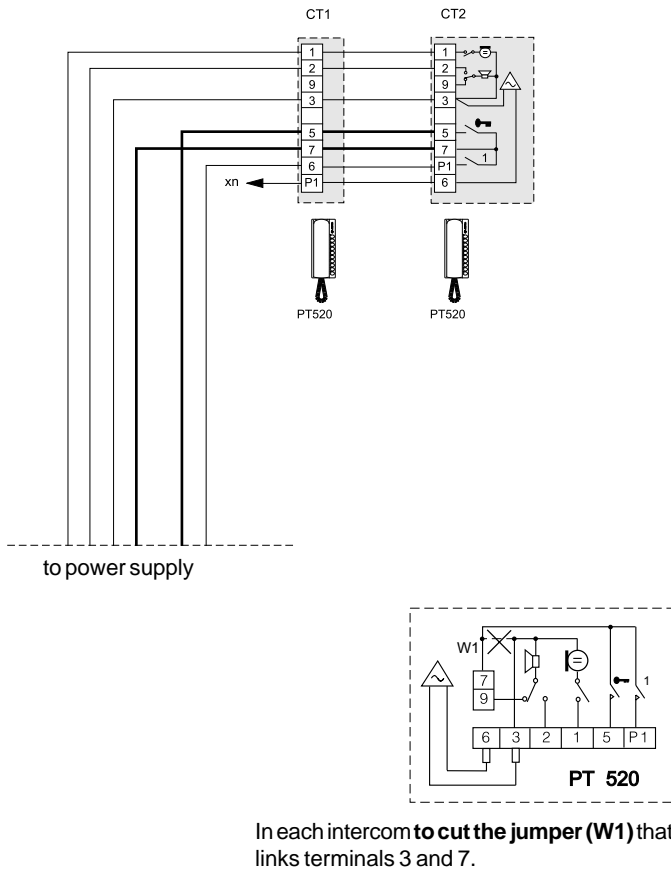 CT1 CT2
1 1
2 2
9 9
3 3
5 5
7 7
6 P1 1
xn P1 6
PT520 PT520
to power supply
W1
7 1
9
6 3 2 1 5 P1
PT 520
In each intercom to cut the jumper (W1) that
links terminals 3 and 7.